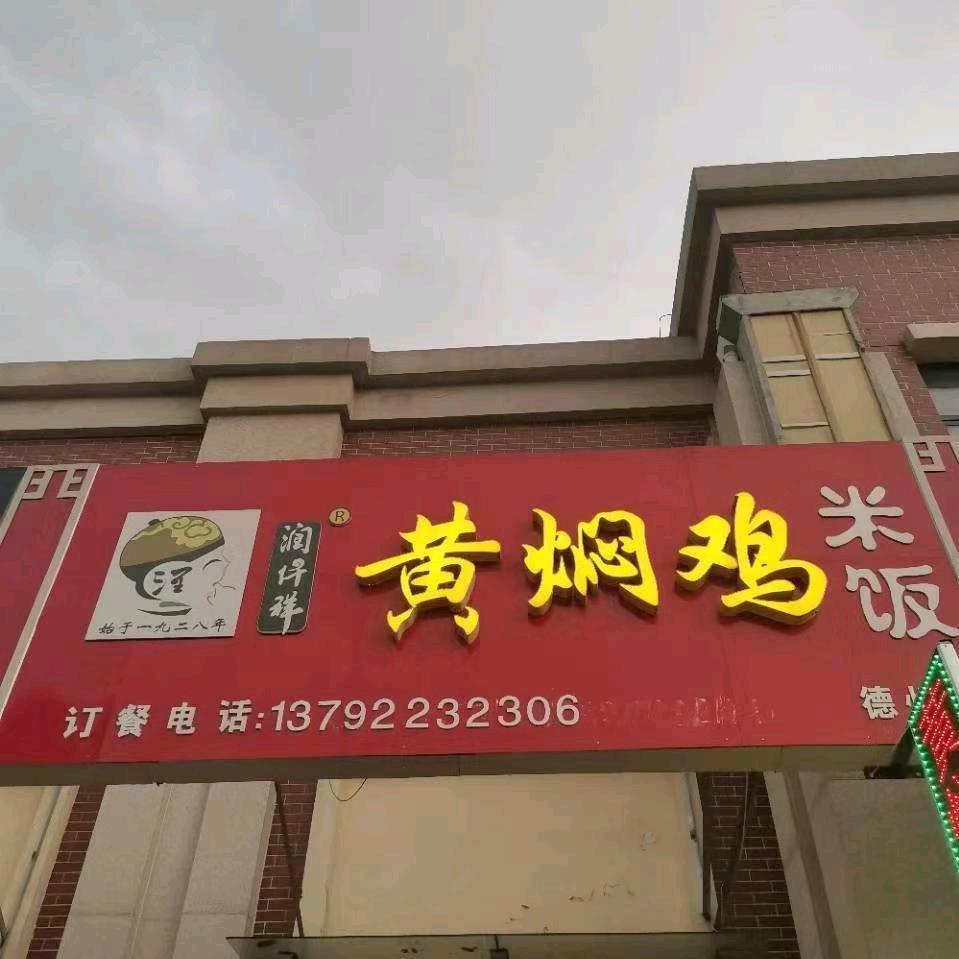 始于一九二八年
润仟祥
®
黄焖鸡
米饭
订餐电话:13792232306
德